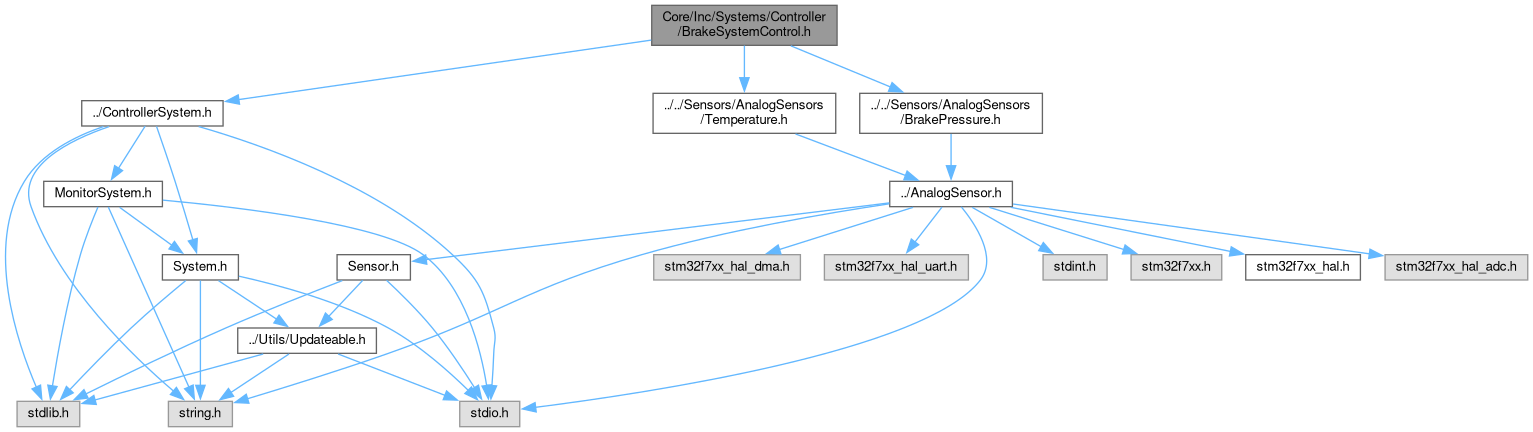 Core/Inc/Systems/Controller
/BrakeSystemControl.h
../ControllerSystem.h
../../Sensors/AnalogSensors
/Temperature.h
../../Sensors/AnalogSensors
/BrakePressure.h
MonitorSystem.h
../AnalogSensor.h
System.h
Sensor.h
stm32f7xx_hal_dma.h
stm32f7xx_hal_uart.h
stdint.h
stm32f7xx.h
stm32f7xx_hal.h
stm32f7xx_hal_adc.h
../Utils/Updateable.h
stdlib.h
string.h
stdio.h